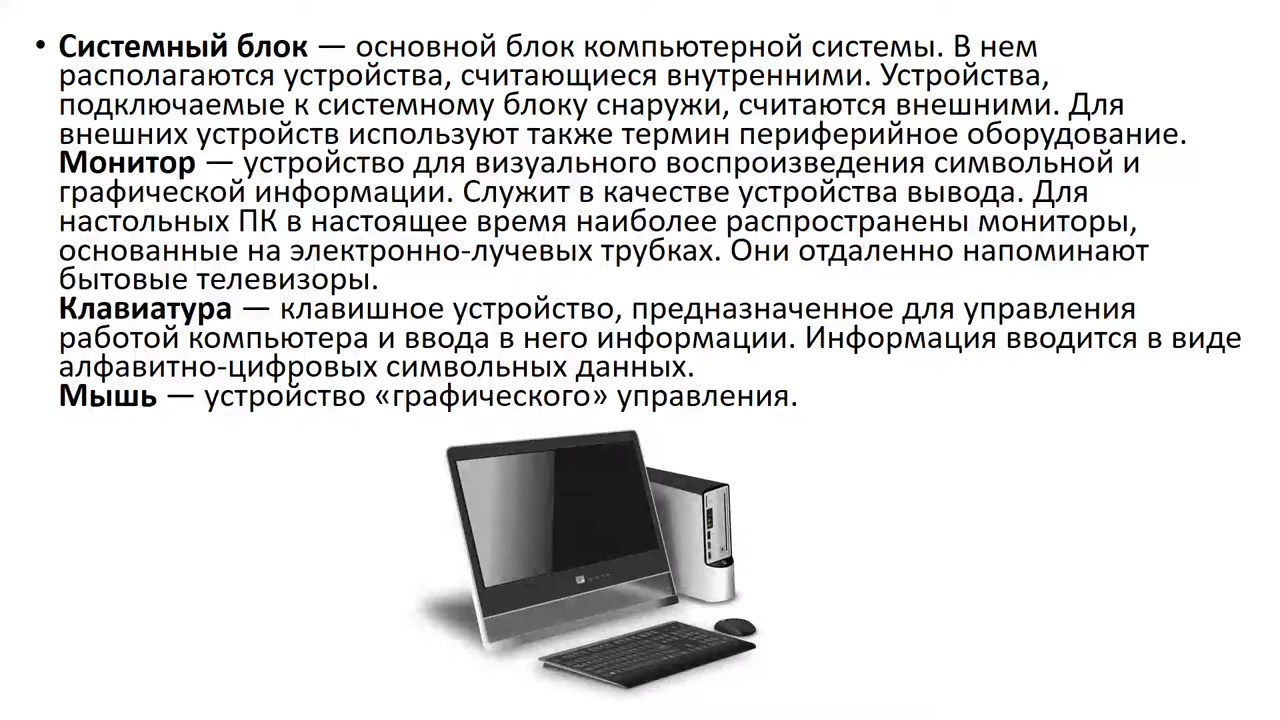 • Системный блок — основной блок компьютерной системы. В нем
располагаются устройства, считающиеся внутренними. Устройства,
подключаемые к системному блоку снаружи, считаются внешними. Для
внешних устройств используют также термин периферийное оборудование.
Монитор — устройство для визуального воспроизведения символьной и
графической информации. Служит в качестве устройства вывода. Для
настольных ПК в настоящее время наиболее распространены мониторы,
основанные на электронно-лучевых трубках. Они отдаленно напоминают
бытовые телевизоры.
Клавиатура — клавишное устройство, предназначенное для управления
работой компьютера и ввода в него информации. Информация вводится в виде
алфавитно-цифровых символьных данных.
Мышь — устройство «графического» управления.